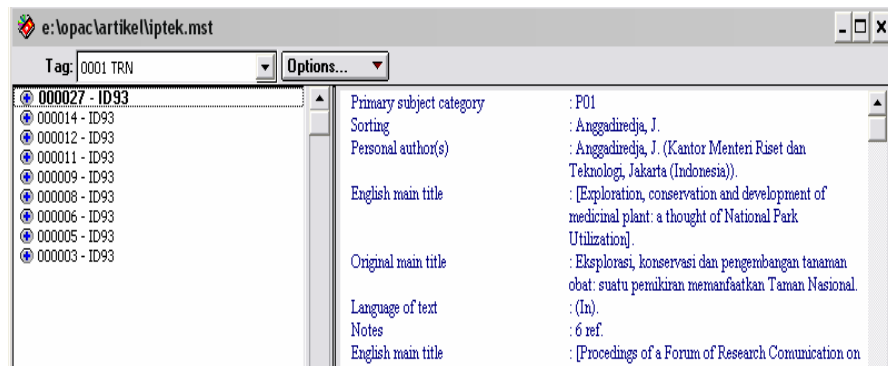 e:\opac\artikel\iptek.mst
Tag: 0001 TRN Options...
000027 - ID93
000014 - ID93
000012 - ID93
000011 - ID93
000009 - ID93
000008 - ID93
000006 - ID93
000005 - ID93
000003 - ID93
Primary subject category : P01
Sorting : Anggadiredja, J.
Personal author(s) : Anggadiredja, J. (Kantor Menteri Riset dan
Teknologi, Jakarta (Indonesia)).
English main title : [Exploration, conservation and development of
medicinal plant: a thought of National Park
Utilization].
Original main title : Eksplorasi, konservasi dan pengembangan tanaman
obat: suatu pemikiran memanfaatkan Taman Nasional.
Language of text : (In).
Notes : 6 ref.
English main title : [Procedings of a Forum of Research Comunication on